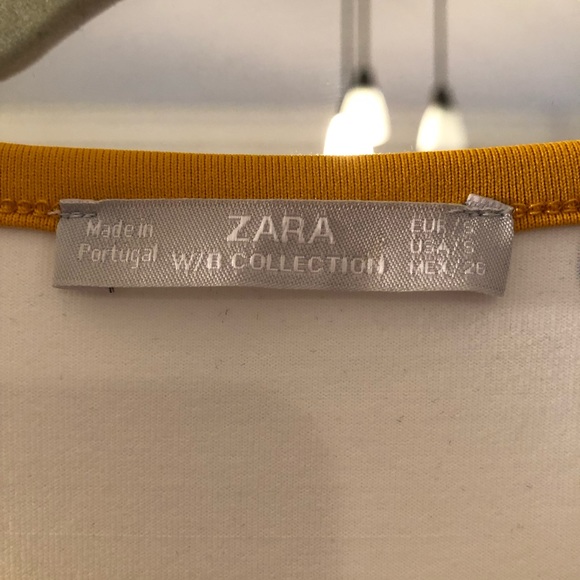 Made in
Portugal
ZARA
W/B COLLECTION
EUR/S
USA/S
MEX/26